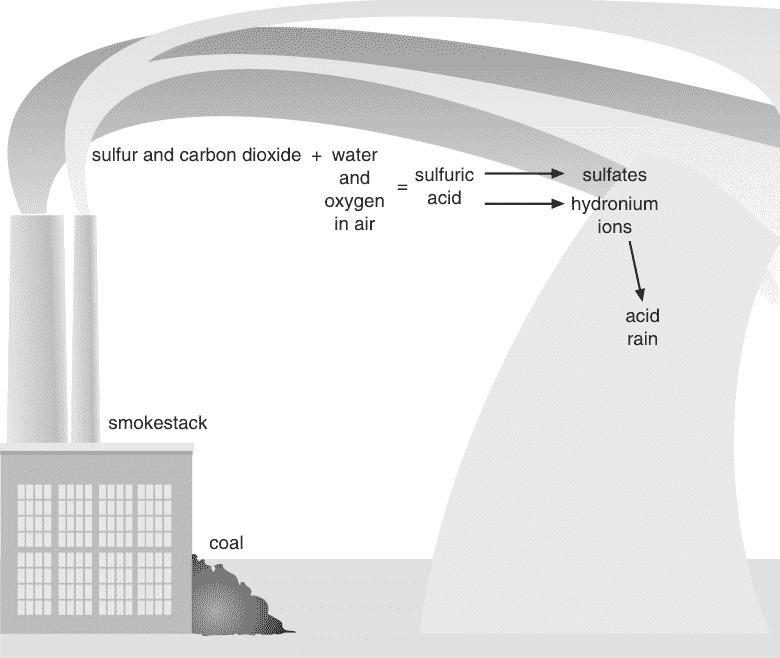 sulfur and carbon dioxide + water
and
oxygen
in air
= sulfuric
acid
sulfates
hydronium
ions
acid
rain
smokestack
coal